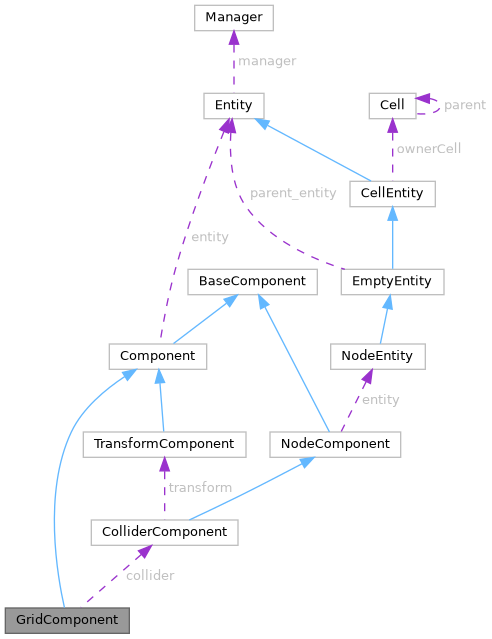 Manager
manager
Entity
Cell
parent
ownerCell
CellEntity
parent_entity
entity
BaseComponent
EmptyEntity
Component
NodeEntity
entity
TransformComponent
NodeComponent
transform
ColliderComponent
collider
GridComponent